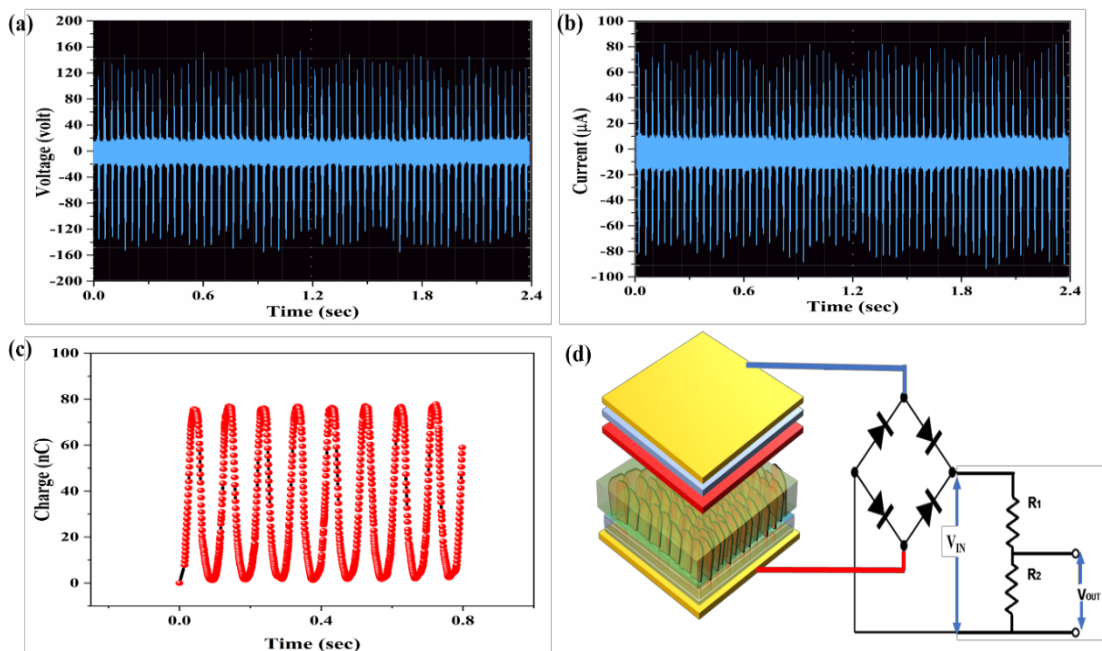 (a)
200
160
120
80
40
0
-40
-80
-120
-160
-200
Voltage (volt)
0.0 0.6 1.2 1.8 2.4
Time (sec)
(b)
100
80
60
40
20
0
-20
-40
-60
-80
-100
Current (μA)
0.0 0.6 1.2 1.8 2.4
Time (sec)
(c)
100
80
60
40
20
0
Charge (nC)
0.0 0.4 0.8
Time (sec)
(d)
R1
VIN
R2
VOUT